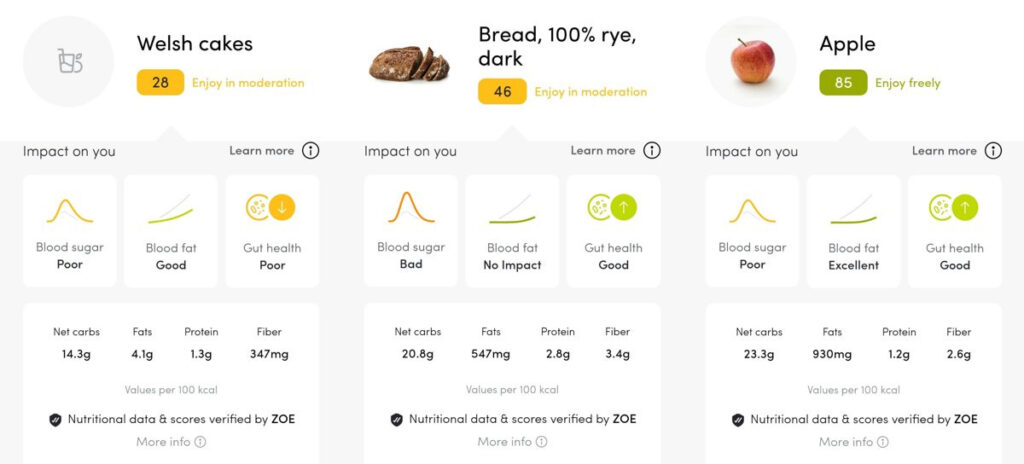 Welsh cakes
28 Enjoy in moderation
Impact on you Learn more
Blood sugar Blood fat Gut health
Poor Good Poor
Net carbs Fats Protein Fiber
14.3g 4.1g 1.3g 347mg
Values per 100 kcal
Nutritional data & scores verified by ZOE
More info
Bread, 100% rye,
dark
46 Enjoy in moderation
Impact on you Learn more
Blood sugar Blood fat Gut health
Bad No Impact Good
Net carbs Fats Protein Fiber
20.8g 547mg 2.8g 3.4g
Values per 100 kcal
Nutritional data & scores verified by ZOE
More info
Apple
85 Enjoy freely
Impact on you Learn more
Blood sugar Blood fat Gut health
Poor Excellent Good
Net carbs Fats Protein Fiber
23.3g 930mg 1.2g 2.6g
Values per 100 kcal
Nutritional data & scores verified by ZOE
More info